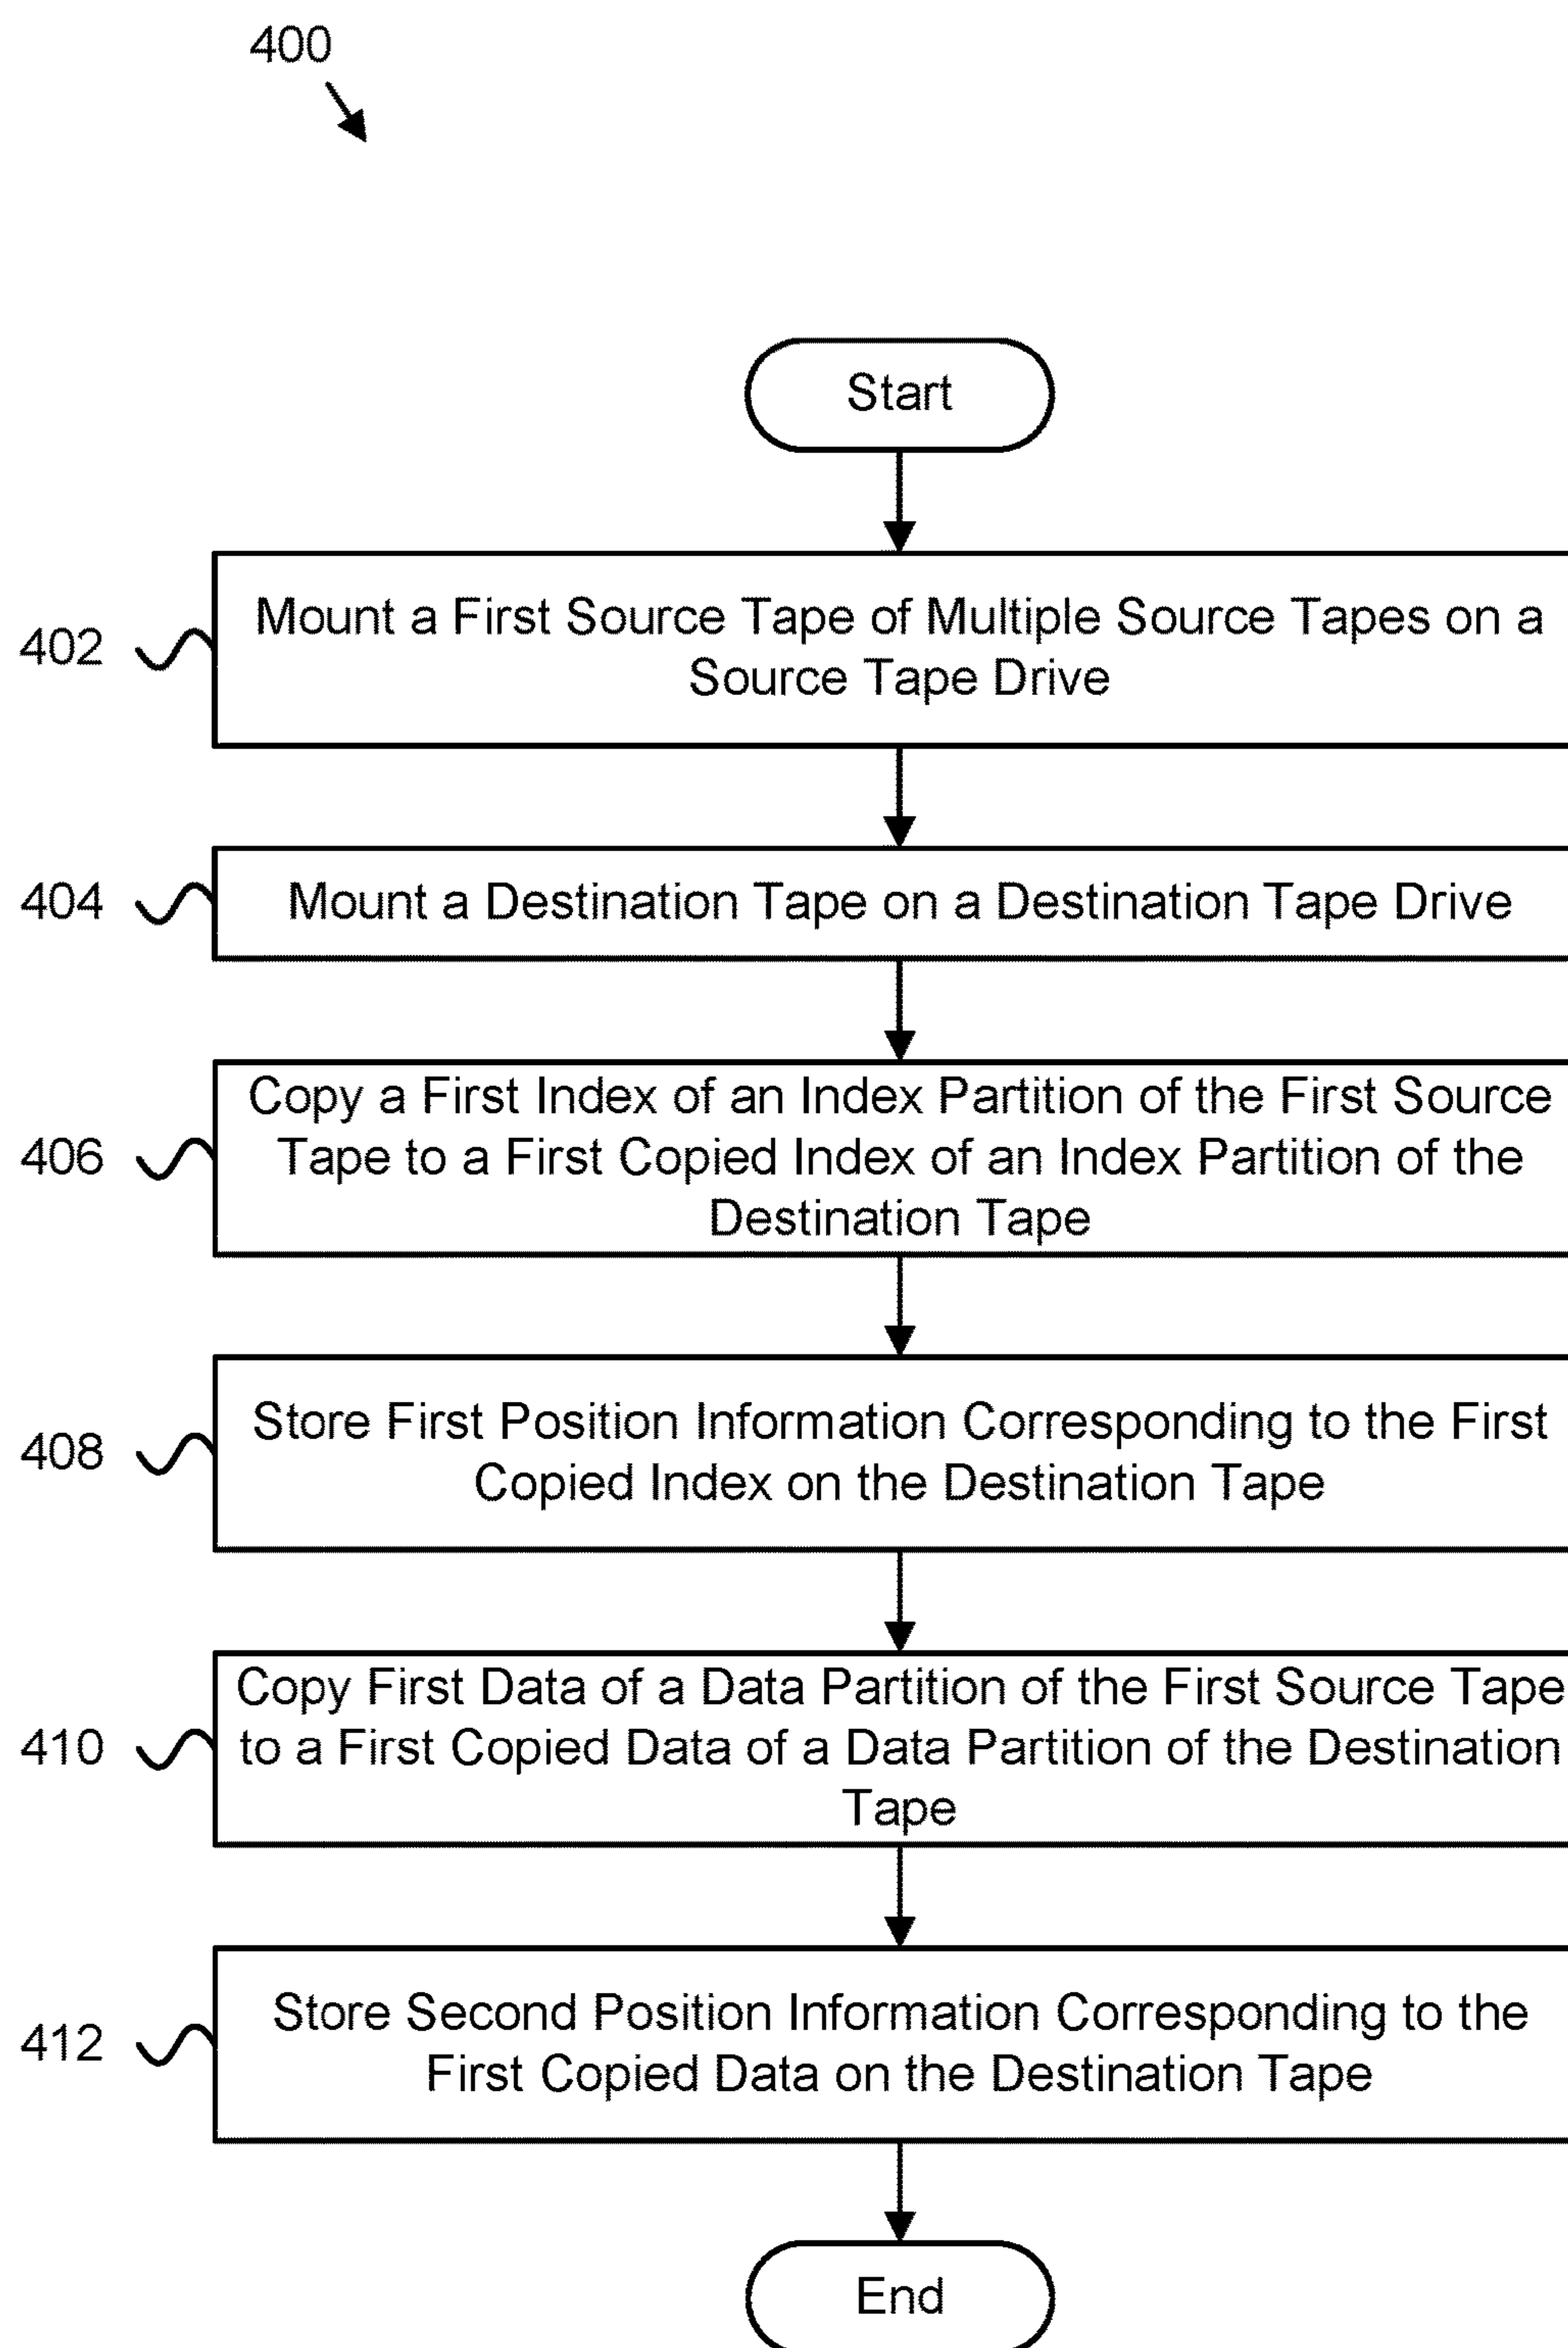 400
Start
402
Mount a First Source Tape of Multiple Source Tapes on a
Source Tape Drive
404
Mount a Destination Tape on a Destination Tape Drive
406
Copy a First Index of an Index Partition of the First Source
Tape to a First Copied Index of an Index Partition of the
Destination Tape
408
Store First Position Information Corresponding to the First
Copied Index on the Destination Tape
410
Copy First Data of a Data Partition of the First Source Tape
to a First Copied Data of a Data Partition of the Destination
Tape
412
Store Second Position Information Corresponding to the
First Copied Data on the Destination Tape
End